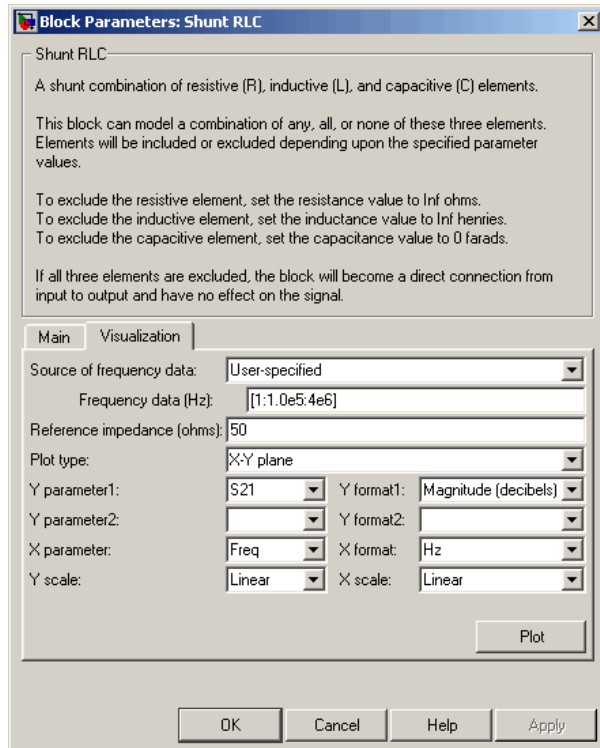 Block Parameters: Shunt RLC
Shunt RLC
A shunt combination of resistive (R), inductive (L), and capacitive (C) elements.
This block can model a combination of any, all, or none of these three elements.
Elements will be included or excluded depending upon the specified parameter
values.
To exclude the resistive element, set the resistance value to Inf ohms.
To exclude the inductive element, set the inductance value to Inf henries.
To exclude the capacitive element, set the capacitance value to 0 farads.
If all three elements are excluded, the block will become a direct connection from
input to output and have no effect on the signal.
Main Visualization
Source of frequency data: User-specified
Frequency data (Hz): [1:1.0e5:4e6]
Reference impedance (ohms): 50
Plot type: X-Y plane
Y parameter1: S21 Y format1: Magnitude (decibels)
Y parameter2: Y format2:
X parameter: Freq X format: Hz
Y scale: Linear X scale: Linear
Plot
OK Cancel Help Apply